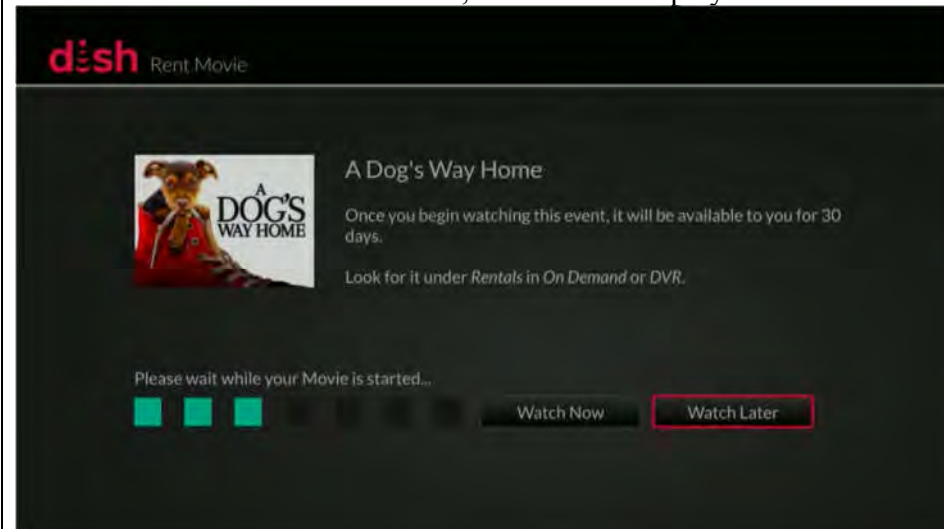 dish Rent Movie
A
DOG'S
WAY HOME
A Dog's Way Home
Once you begin watching this event, it will be available to you for 30
days.
Look for it under Rentals in On Demand or DVR.
Please wait while your Movie is started...
Watch Now
Watch Later